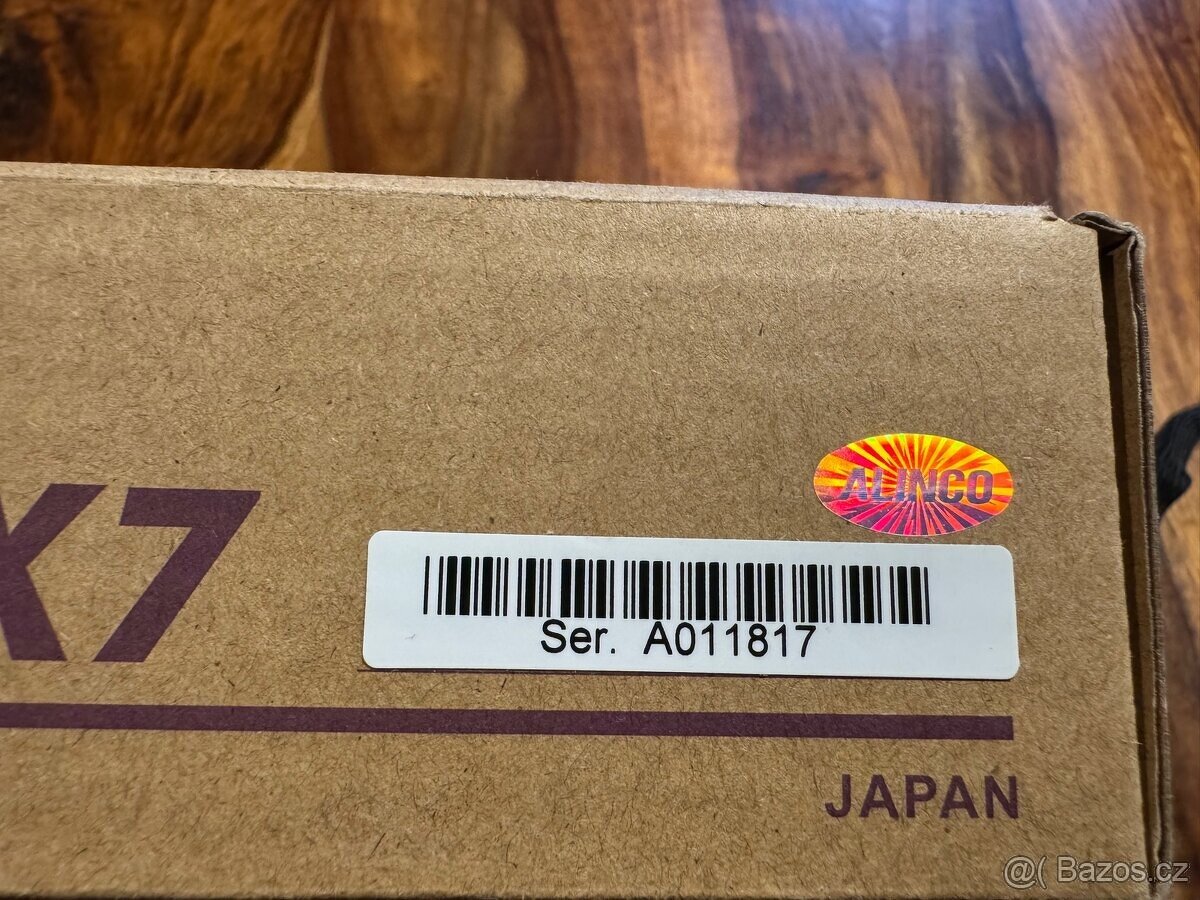 ALINCO
X7
Ser. A011817
JAPAN
@( Bazos.cz